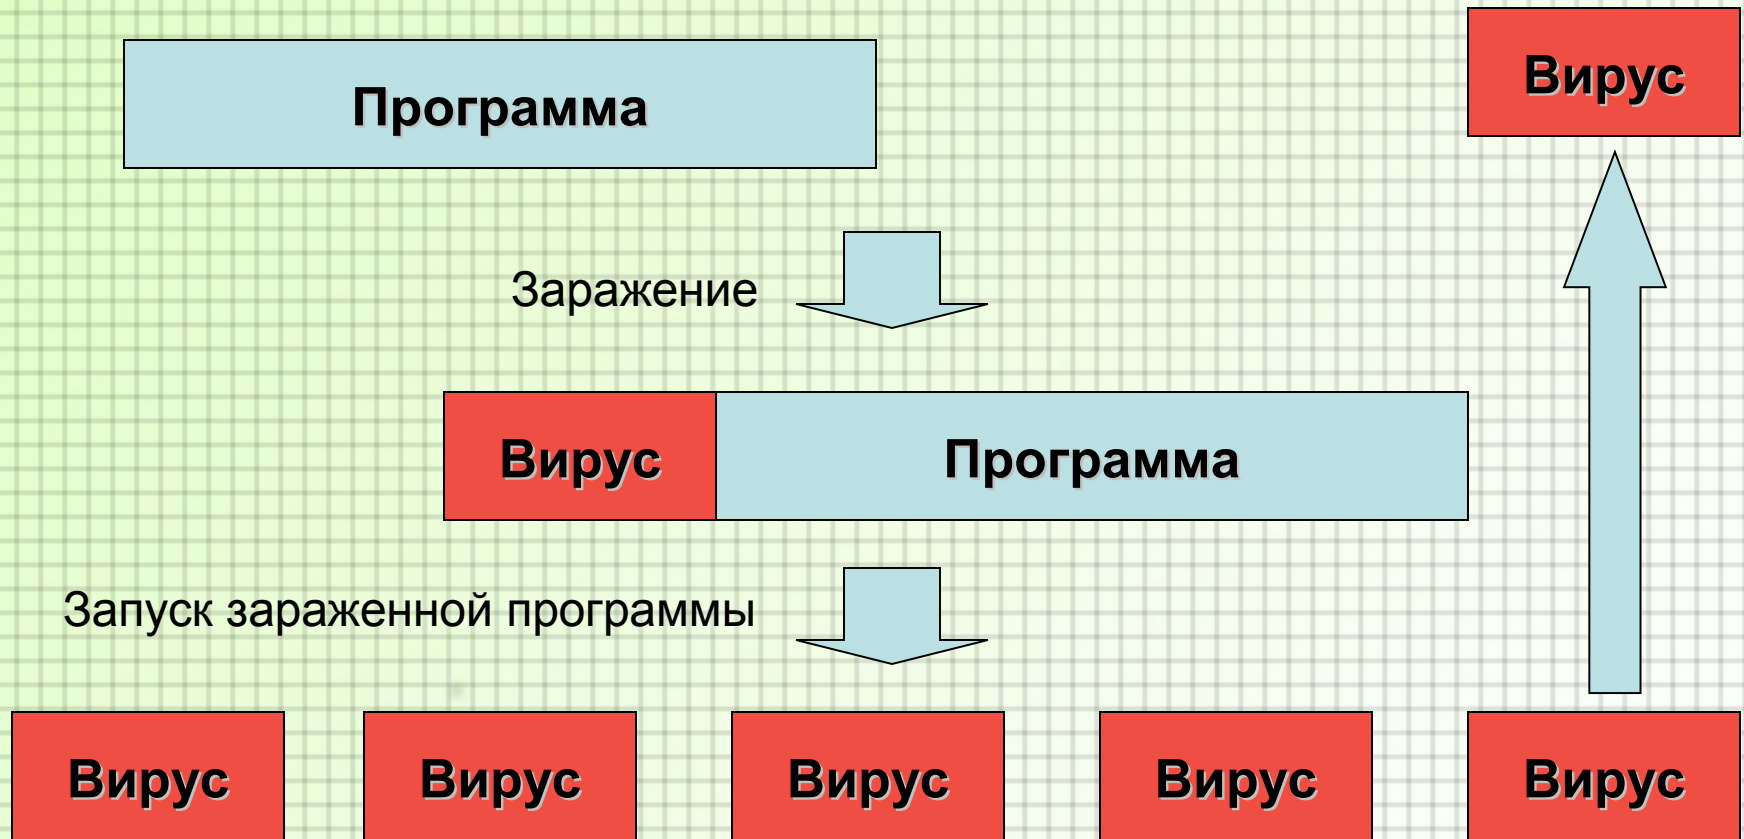 Программа
Вирус
Заражение
Вирус
Программа
Запуск зараженной программы
Вирус
Вирус
Вирус
Вирус
Вирус